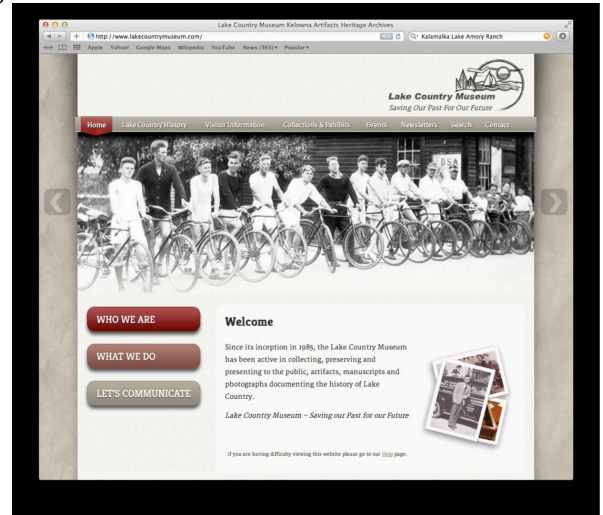 Lake Country Museum Kelowna Artifacts Heritage Archives
http://www.lakecountrymuseum.com/
Kalamalka Lake Amory Ranch
Apple Yahoo! Google Maps Wikipedia YouTube News (365) Popular
Lake Country Museum
Saving Our Past For Our Future
Home Lake Country History Visitor Information Collections & Exhibits Events Newsletters Search Contact
BSA
WHO WE ARE
WHAT WE DO
LET'S COMMUNICATE
Welcome
Since its inception in 1985, the Lake Country Museum
has been active in collecting, preserving and
presenting to the public, artifacts, manuscripts and
photographs documenting the history of Lake
Country.
Lake Country Museum – Saving our Past for our Future
If you are having difficulty viewing this website please go to our Help page.